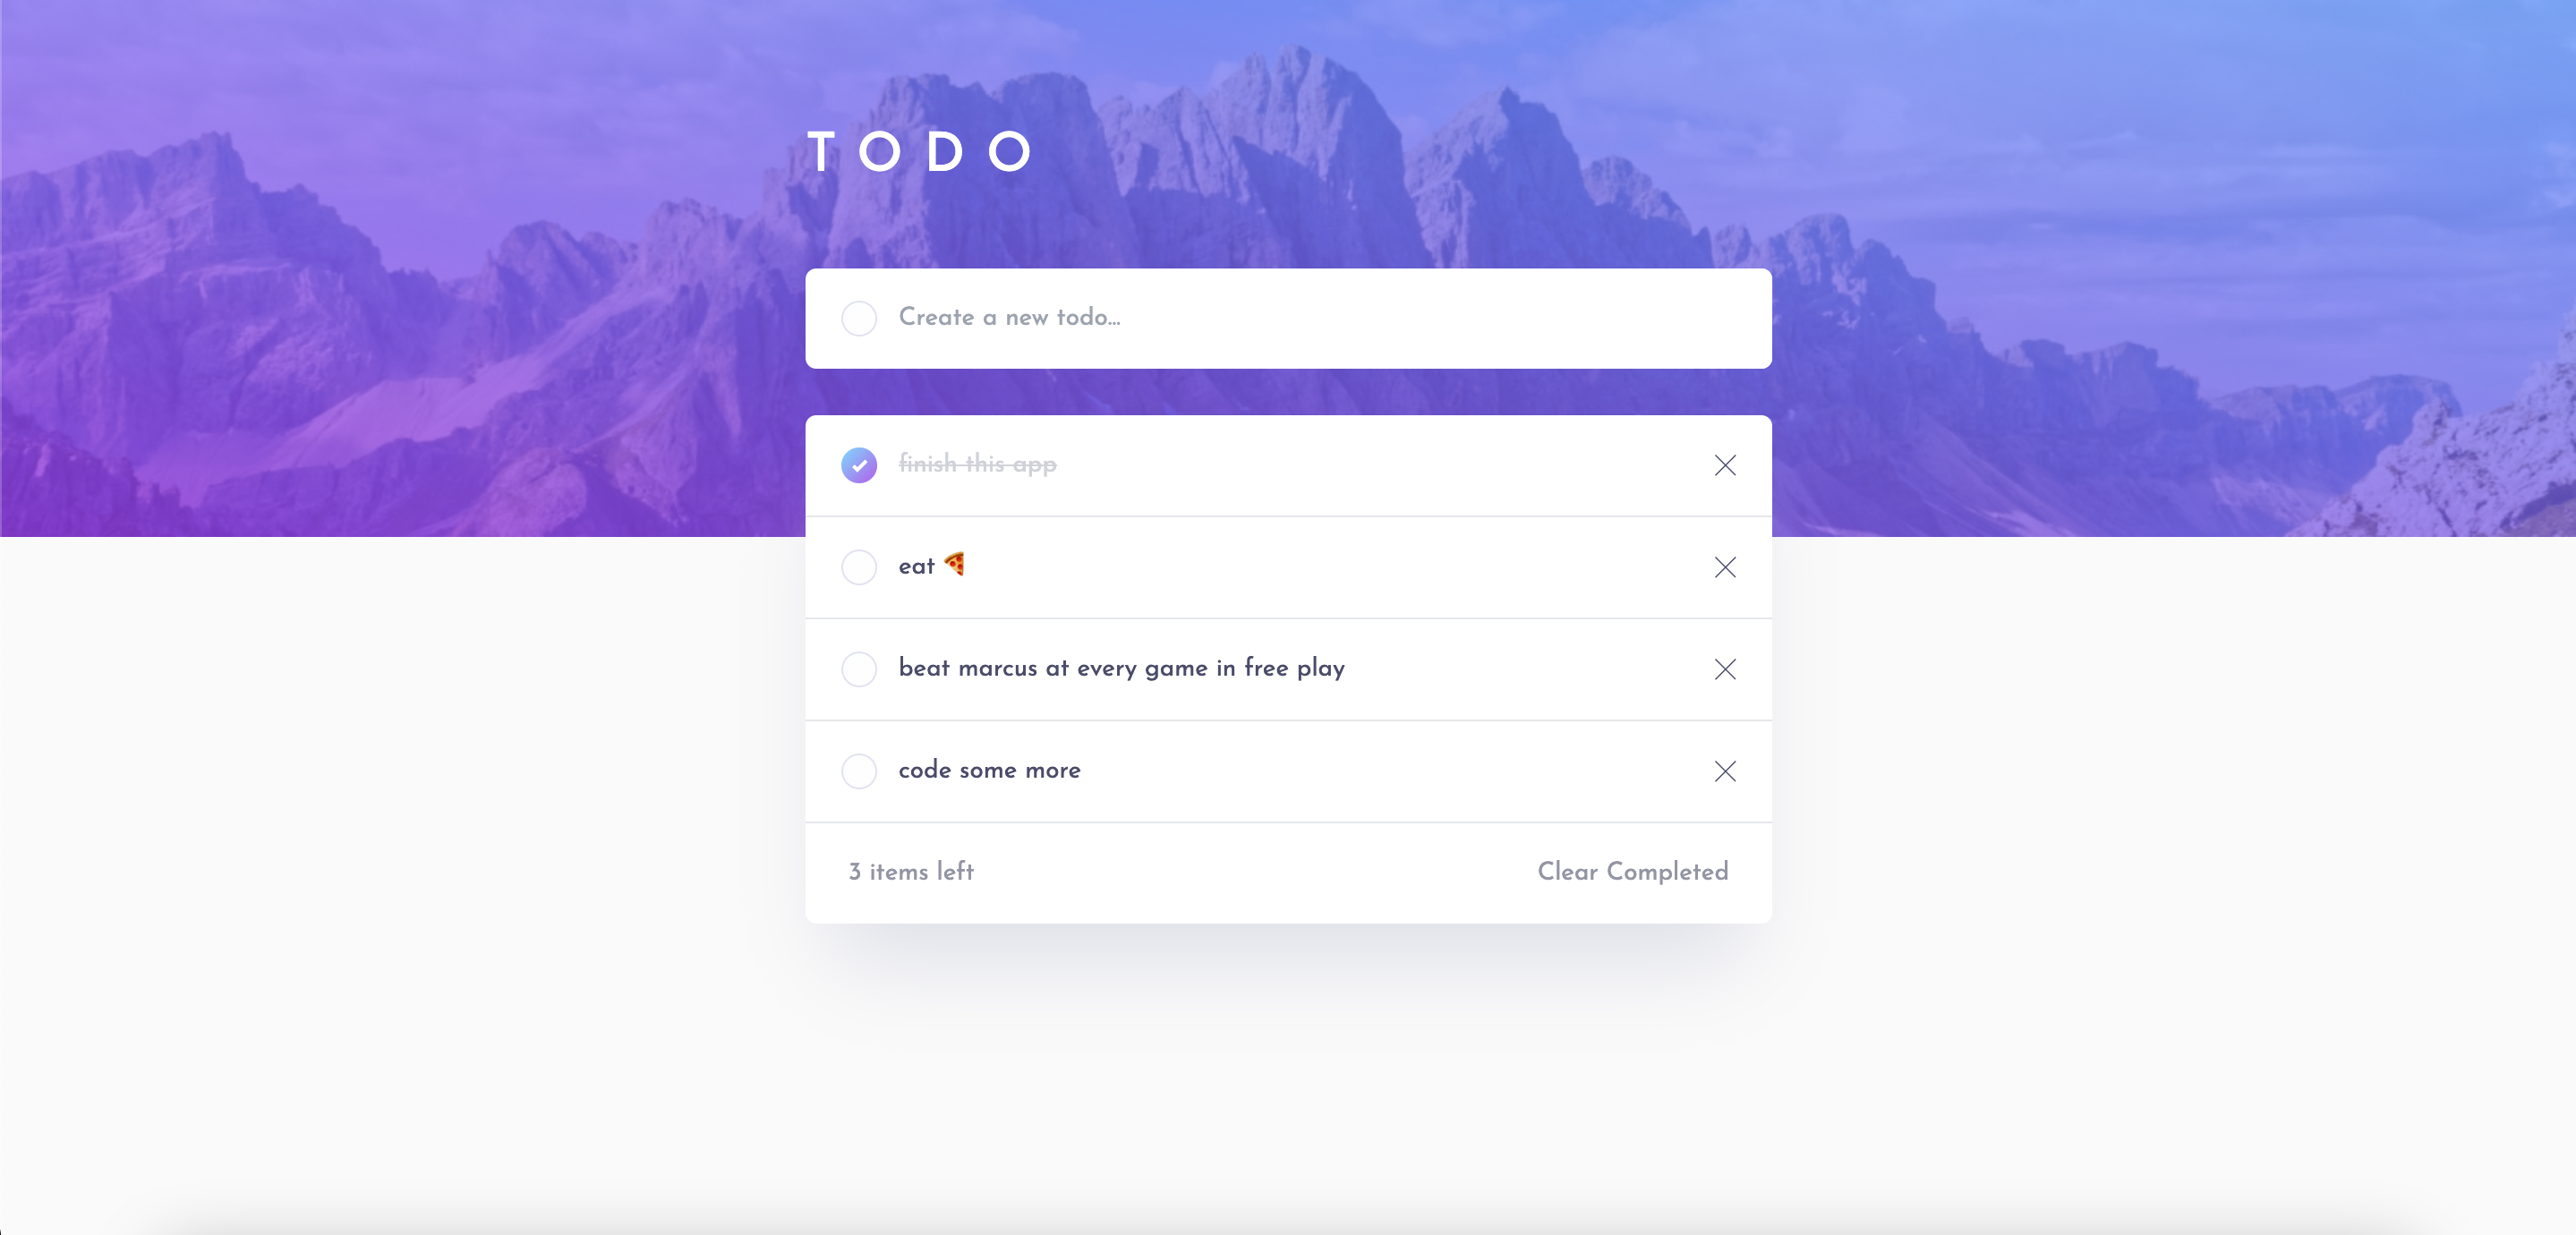 TODO
Create a new todo...
finish this app
eat 🍕
beat marcus at every game in free play
code some more
3 items left
Clear Completed